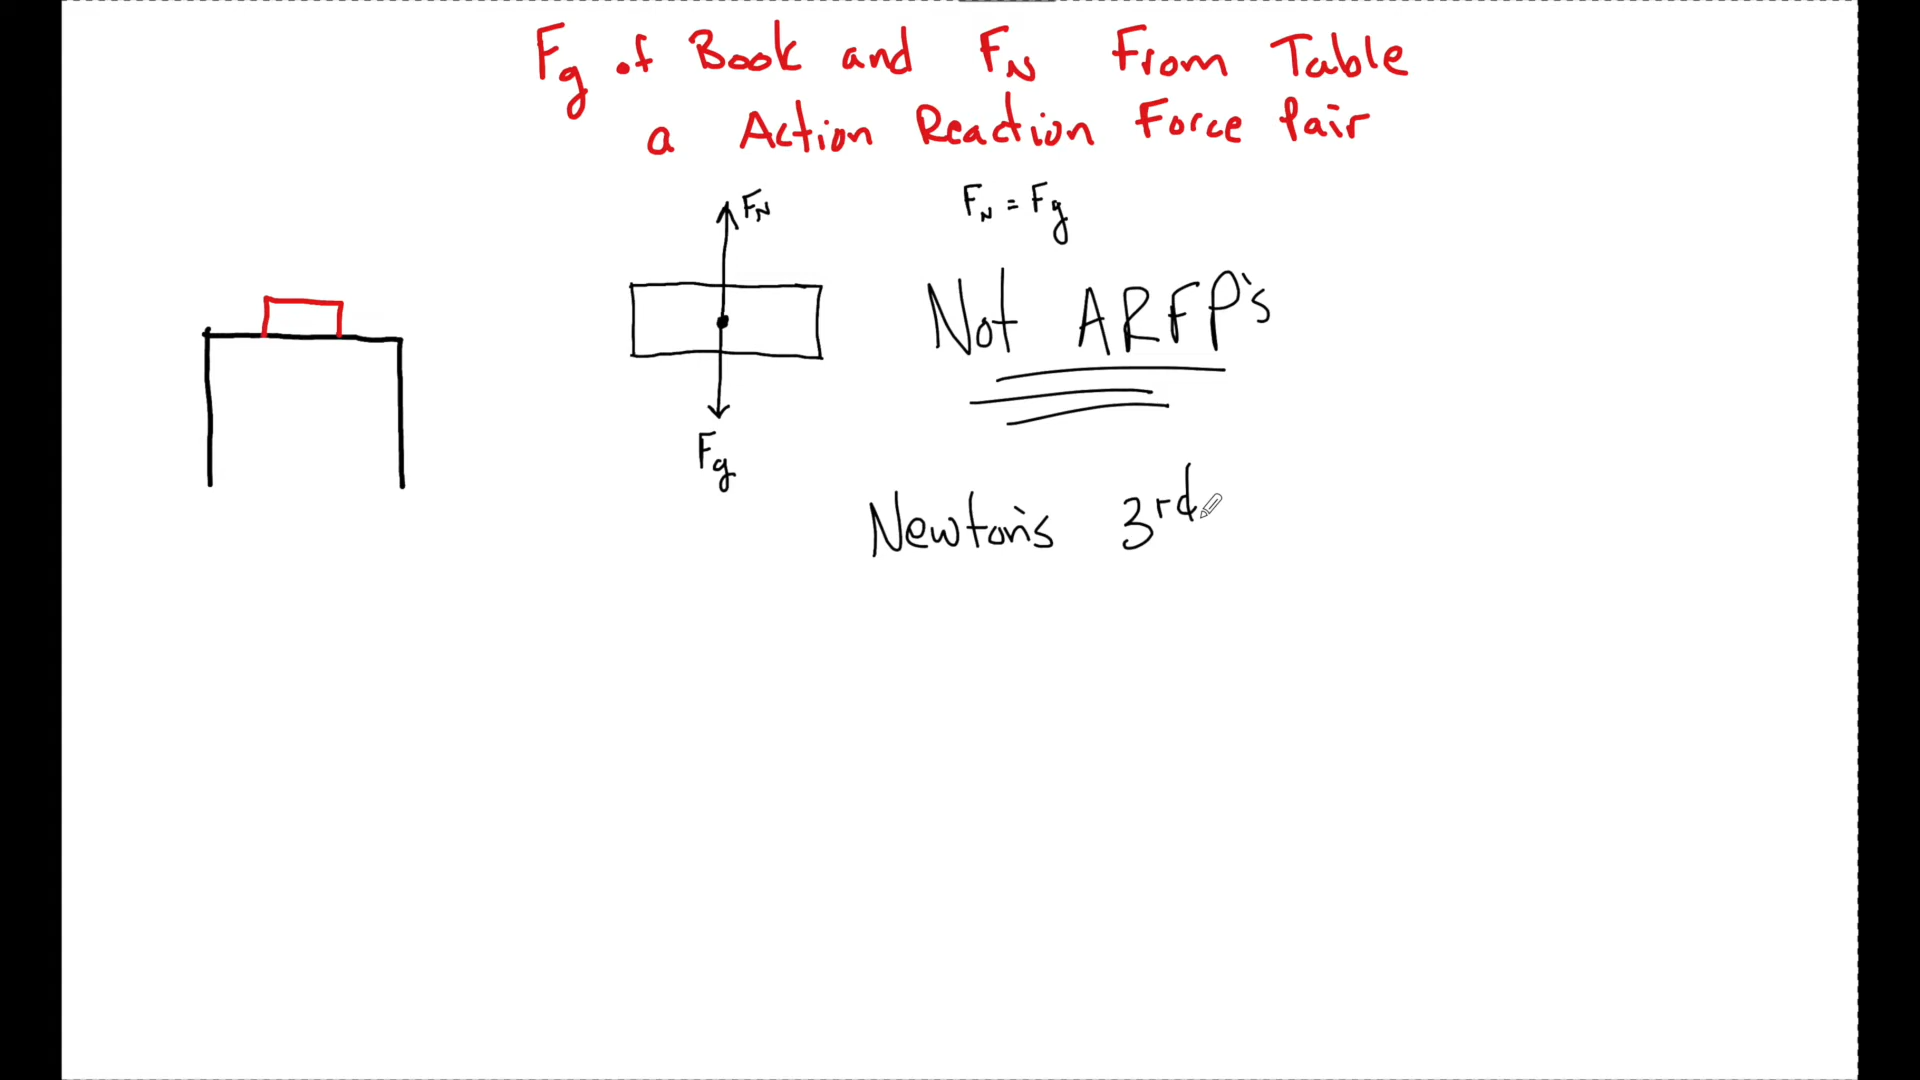 Fg of Book and FN From Table
a Action Reaction Force Pair
FN
FN = Fg
Not ARFP's
Fg
Newton's 3rd